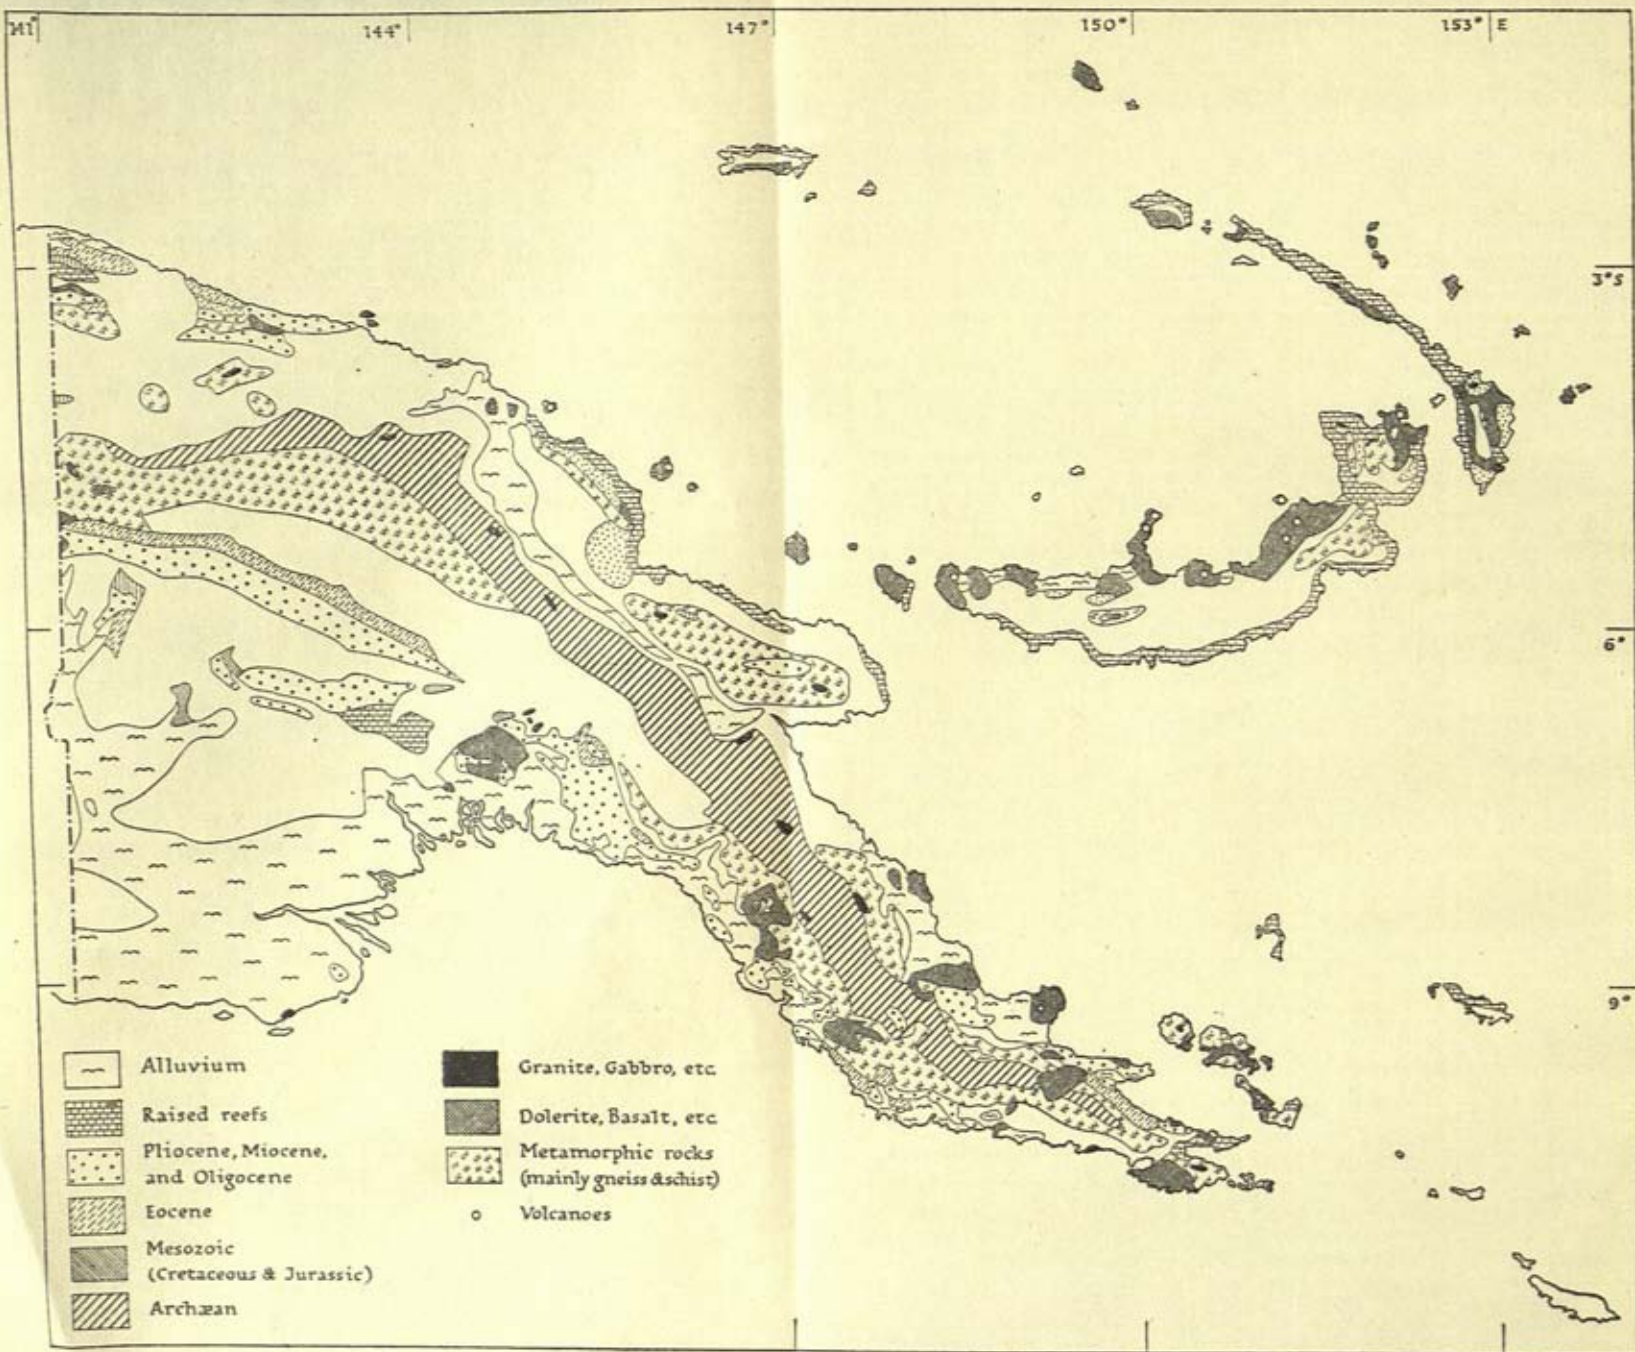 141° 144° 147° 150° 153° E
3° S
6°
9°
Alluvium
Raised reefs
Pliocene, Miocene,
and Oligocene
Eocene
Mesozoic
(Cretaceous & Jurassic)
Archæan
Granite, Gabbro, etc
Dolerite, Basalt, etc
Metamorphic rocks
(mainly gneiss & schist)
Volcanoes